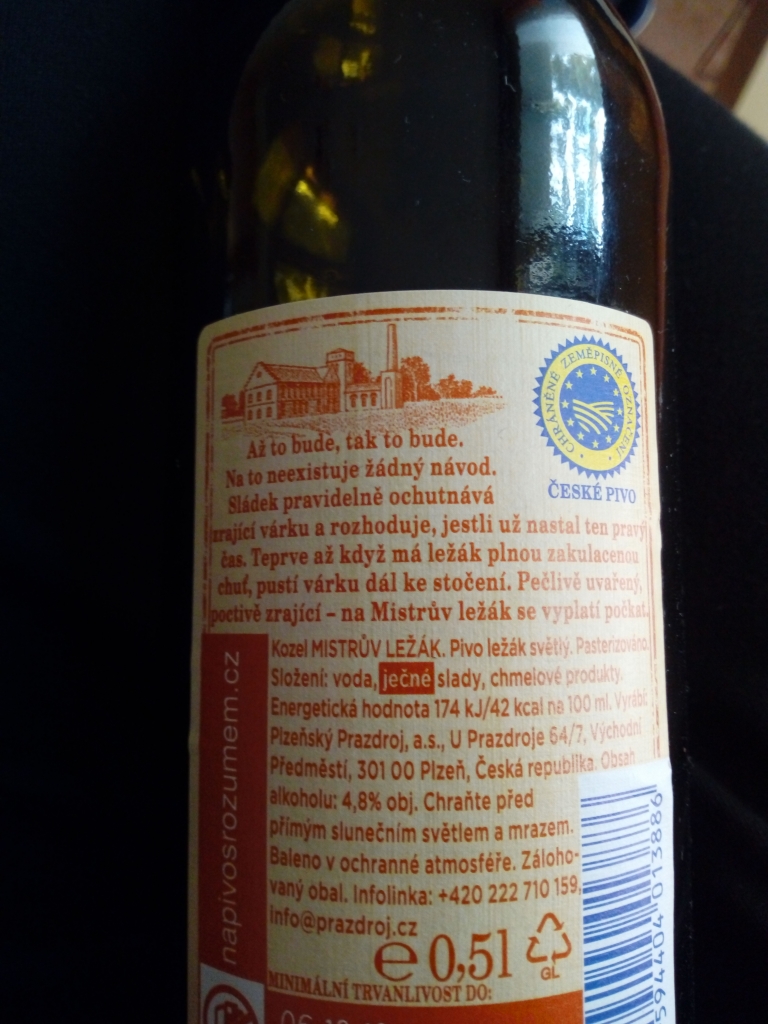 CHRÁNĚNÉ ZEMĚPISNÉ OZNAČENÍ
ČESKÉ PIVO
Až to bude, tak to bude.
Na to neexistuje žádný návod.
Sládek pravidelně ochutnává
zrající várku a rozhoduje, jestli už nastal ten pravý
čas. Teprve až když má ležák plnou zakulacenou
chuť, pustí várku dál ke stočení. Pečlivě uvařený,
poctivě zrající – na Mistrův ležák se vyplatí počkat.
napivosrozumem.cz
Kozel MISTRŮV LEŽÁK. Pivo ležák světlý. Pasterizováno.
Složení: voda, ječné slady, chmelové produkty.
Energetická hodnota 174 kJ/42 kcal na 100 ml. Vyrábí:
Plzeňský Prazdroj, a.s., U Prazdroje 64/7, Východní
Předměstí, 301 00 Plzeň, Česká republika. Obsah
alkoholu: 4,8% obj. Chraňte před
přímým slunečním světlem a mrazem.
Baleno v ochranné atmosféře. Záloho-
vaný obal. Infolinka: +420 222 710 159,
info@prazdroj.cz
℮ 0,5l
GL
MINIMÁLNÍ TRVANLIVOST DO:
594404 013886